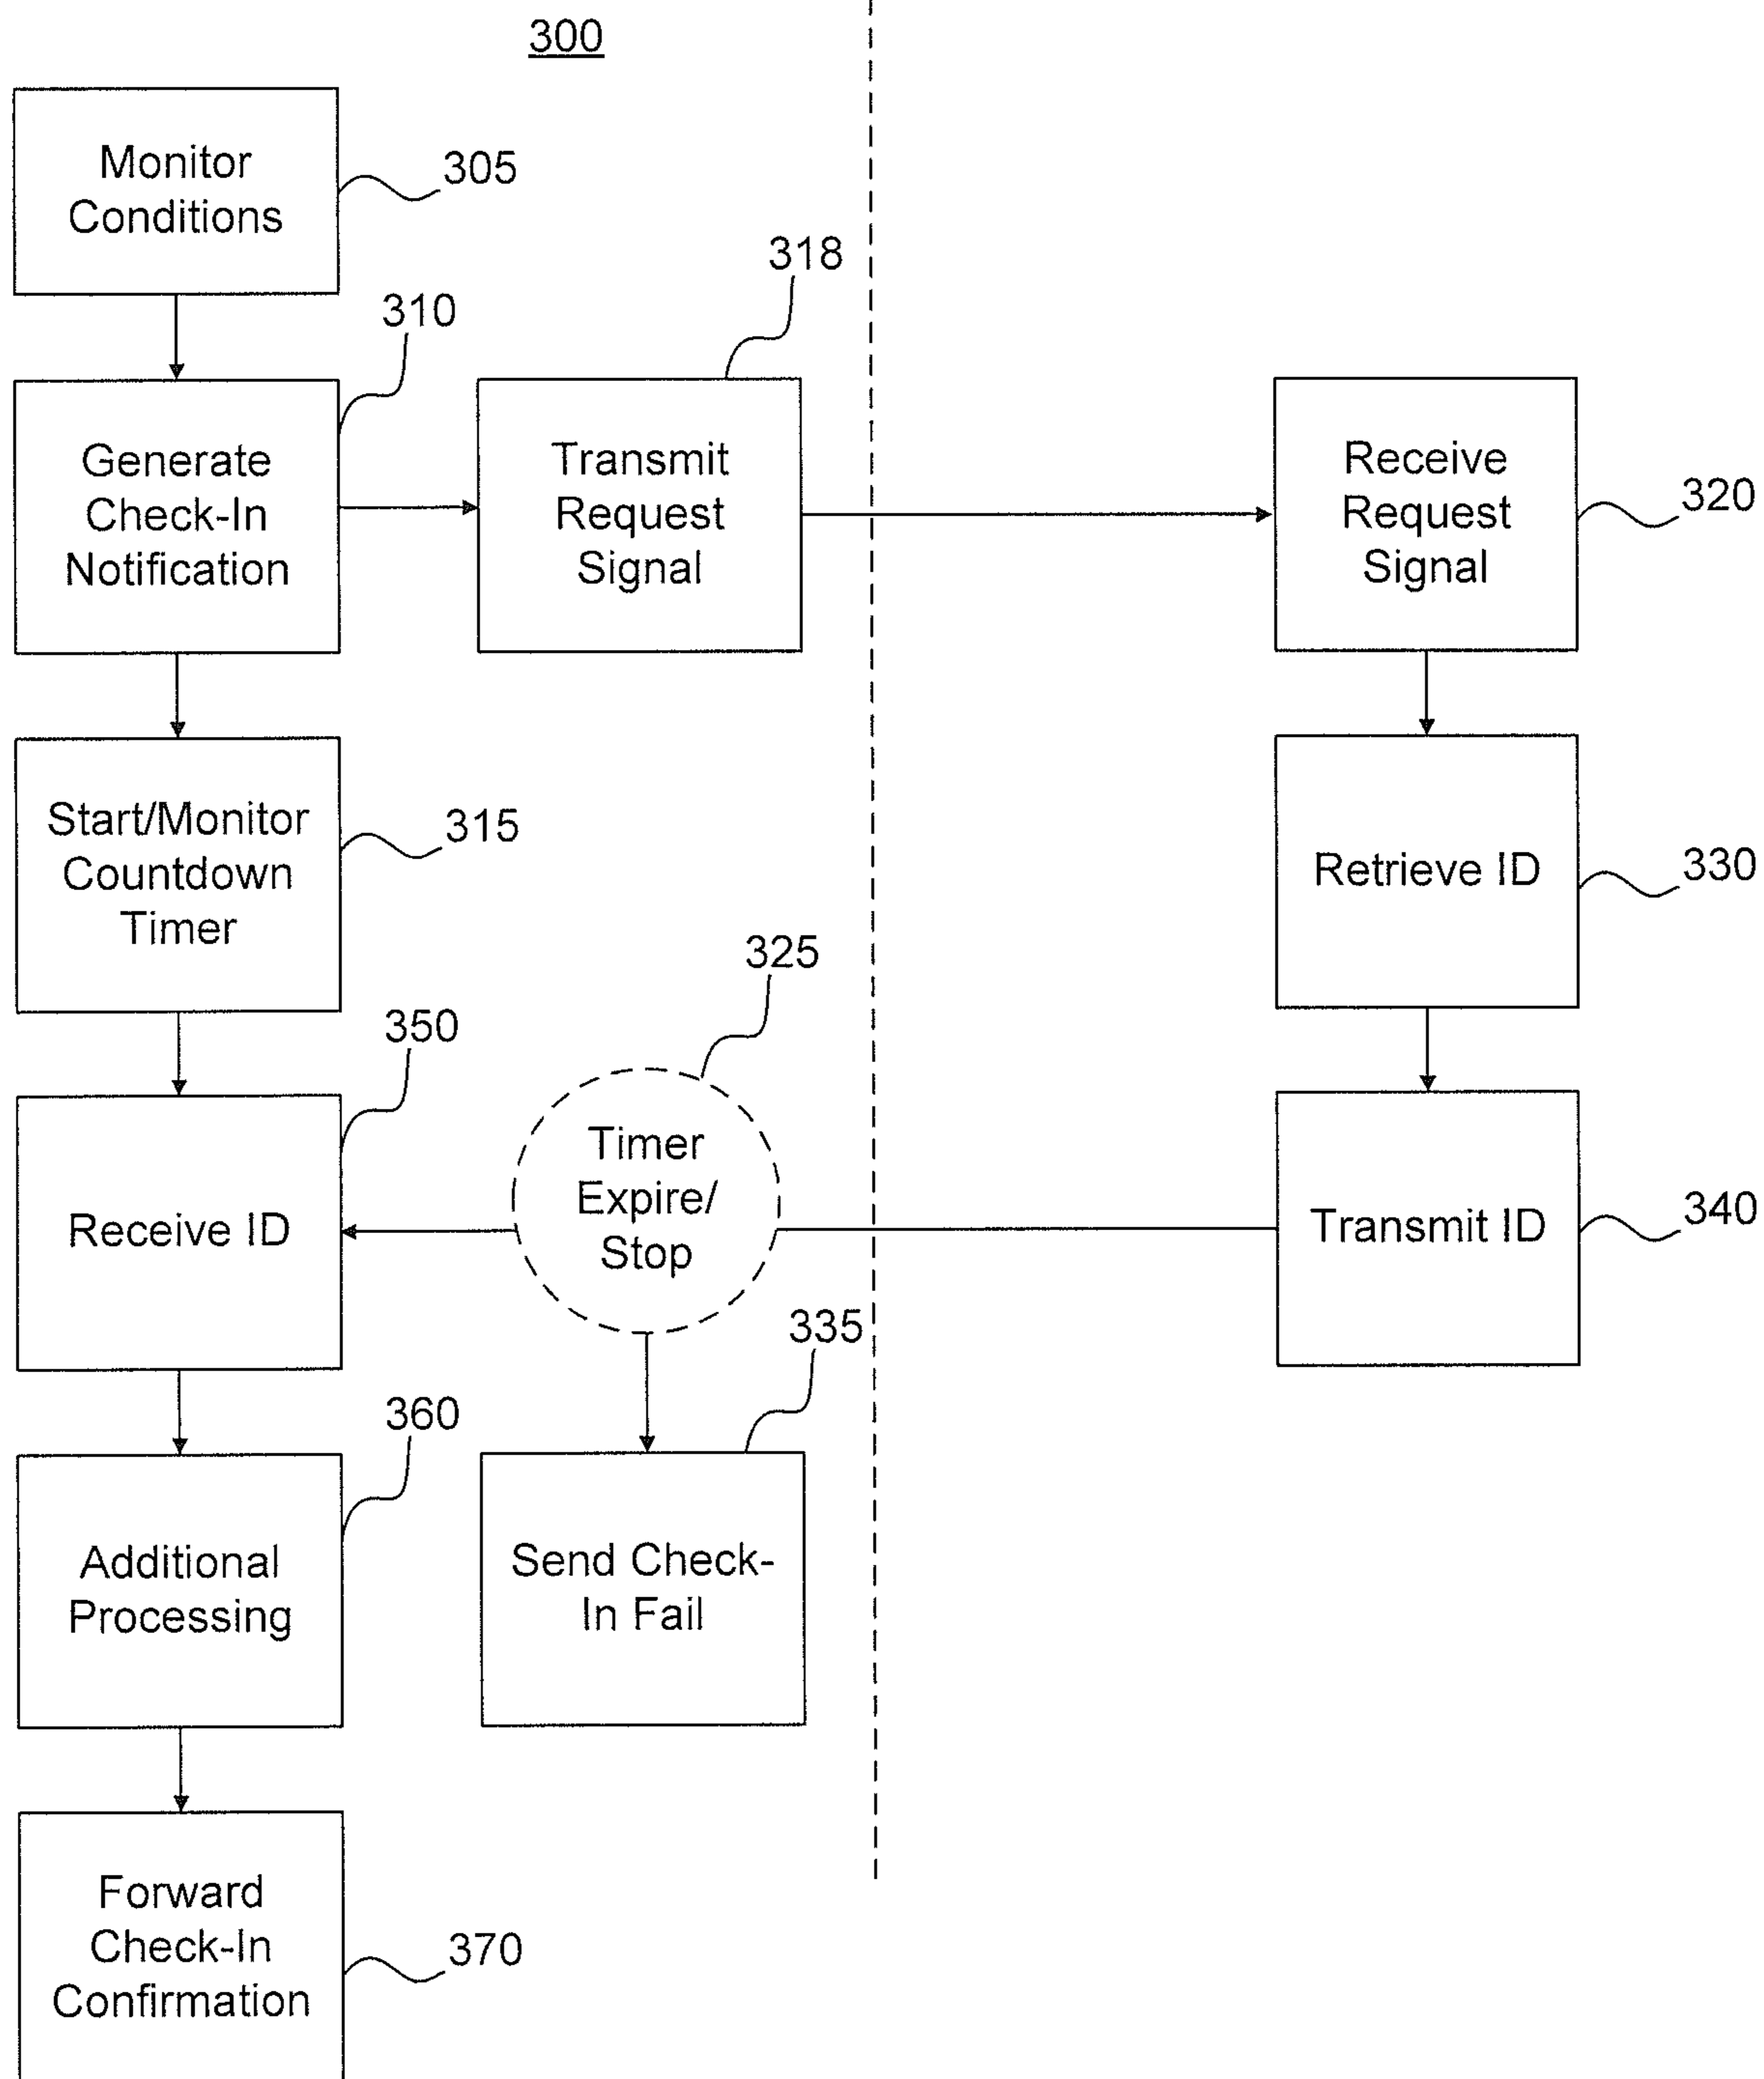 300
Monitor
Conditions
305
310
318
Generate
Check-In
Notification
Transmit
Request
Signal
Receive
Request
Signal
320
Start/Monitor
Countdown
Timer
315
Retrieve ID
330
325
350
Receive ID
Timer
Expire/
Stop
Transmit ID
340
335
360
Additional
Processing
Send Check-
In Fail
Forward
Check-In
Confirmation
370